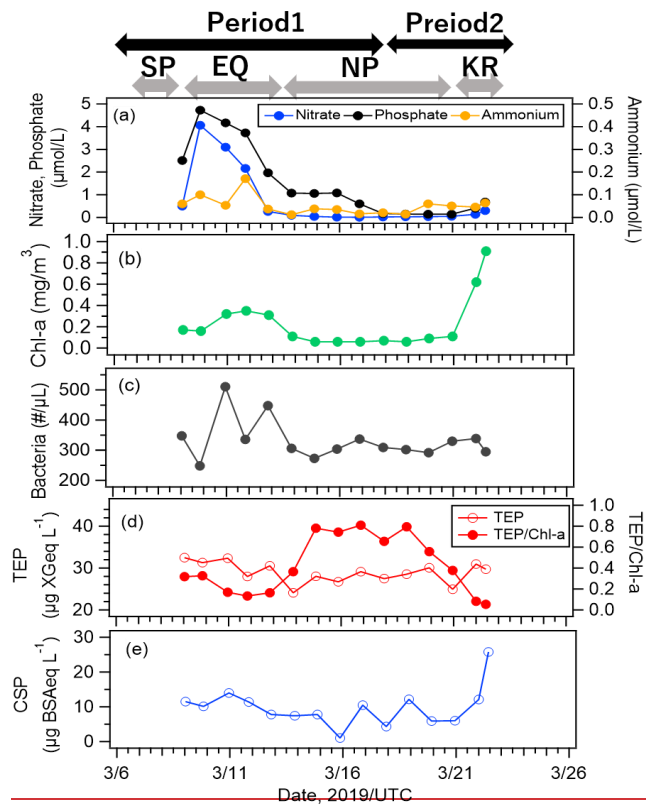 Period1 Preiod2
SP EQ NP KR
(a) Nitrate Phosphate Ammonium
Nitrate, Phosphate
(μmol/L)
5
4
3
2
1
0
0.5
0.4
0.3
0.2
0.1
0.0
Ammonium (μmol/L)
(b)
Chl-a (mg/m³)
1.0
0.8
0.6
0.4
0.2
0.0
(c)
Bacteria (#/μL)
500
400
300
200
(d)
TEP
TEP/Chl-a
TEP
(μg XGeq L⁻¹)
40
30
20
1.0
0.8
0.6
0.4
0.2
0.0
TEP/Chl-a
(e)
CSP
(μg BSAeq L⁻¹)
30
20
10
0
3/6 3/11 3/16 3/21 3/26
Date, 2019/UTC